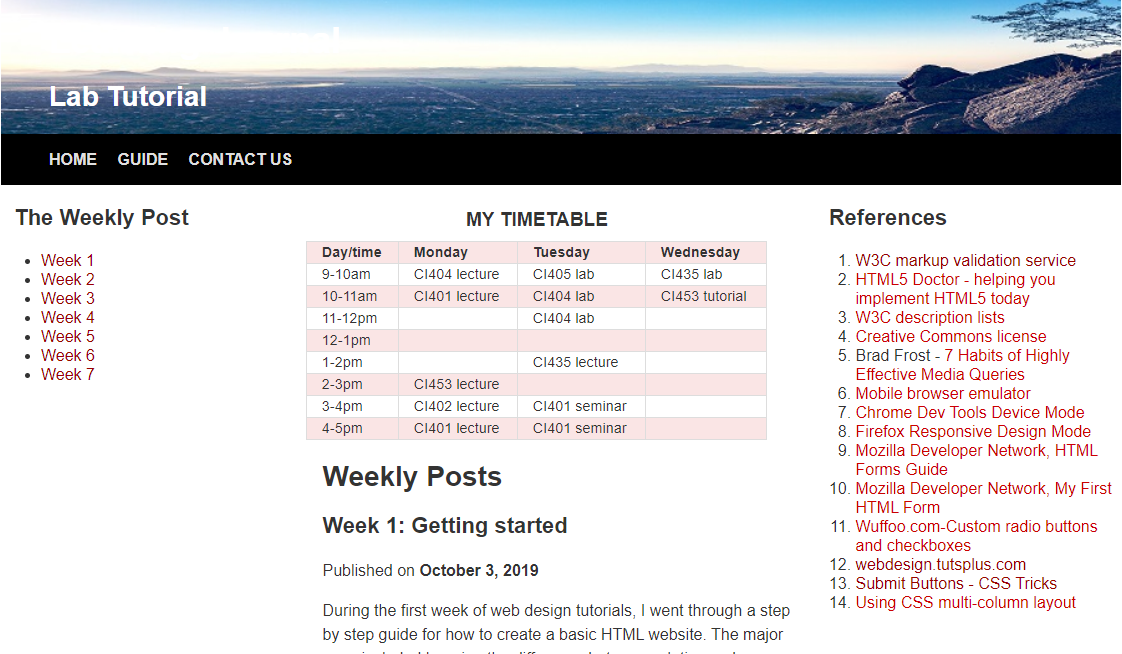 Lab Tutorial
HOME GUIDE CONTACT US
The Weekly Post
Week 1
Week 2
Week 3
Week 4
Week 5
Week 6
Week 7
MY TIMETABLE
Day/time Monday Tuesday Wednesday
9-10am CI404 lecture CI405 lab CI435 lab
10-11am CI401 lecture CI404 lab CI453 tutorial
11-12pm CI404 lab
12-1pm
1-2pm CI435 lecture
2-3pm CI453 lecture
3-4pm CI402 lecture CI401 seminar
4-5pm CI401 lecture CI401 seminar
Weekly Posts
Week 1: Getting started
Published on October 3, 2019
During the first week of web design tutorials, I went through a step
by step guide for how to create a basic HTML website. The major
References
1. W3C markup validation service
2. HTML5 Doctor - helping you
implement HTML5 today
3. W3C description lists
4. Creative Commons license
5. Brad Frost - 7 Habits of Highly
Effective Media Queries
6. Mobile browser emulator
7. Chrome Dev Tools Device Mode
8. Firefox Responsive Design Mode
9. Mozilla Developer Network, HTML
Forms Guide
10. Mozilla Developer Network, My First
HTML Form
11. Wuffoo.com-Custom radio buttons
and checkboxes
12. webdesign.tutsplus.com
13. Submit Buttons - CSS Tricks
14. Using CSS multi-column layout